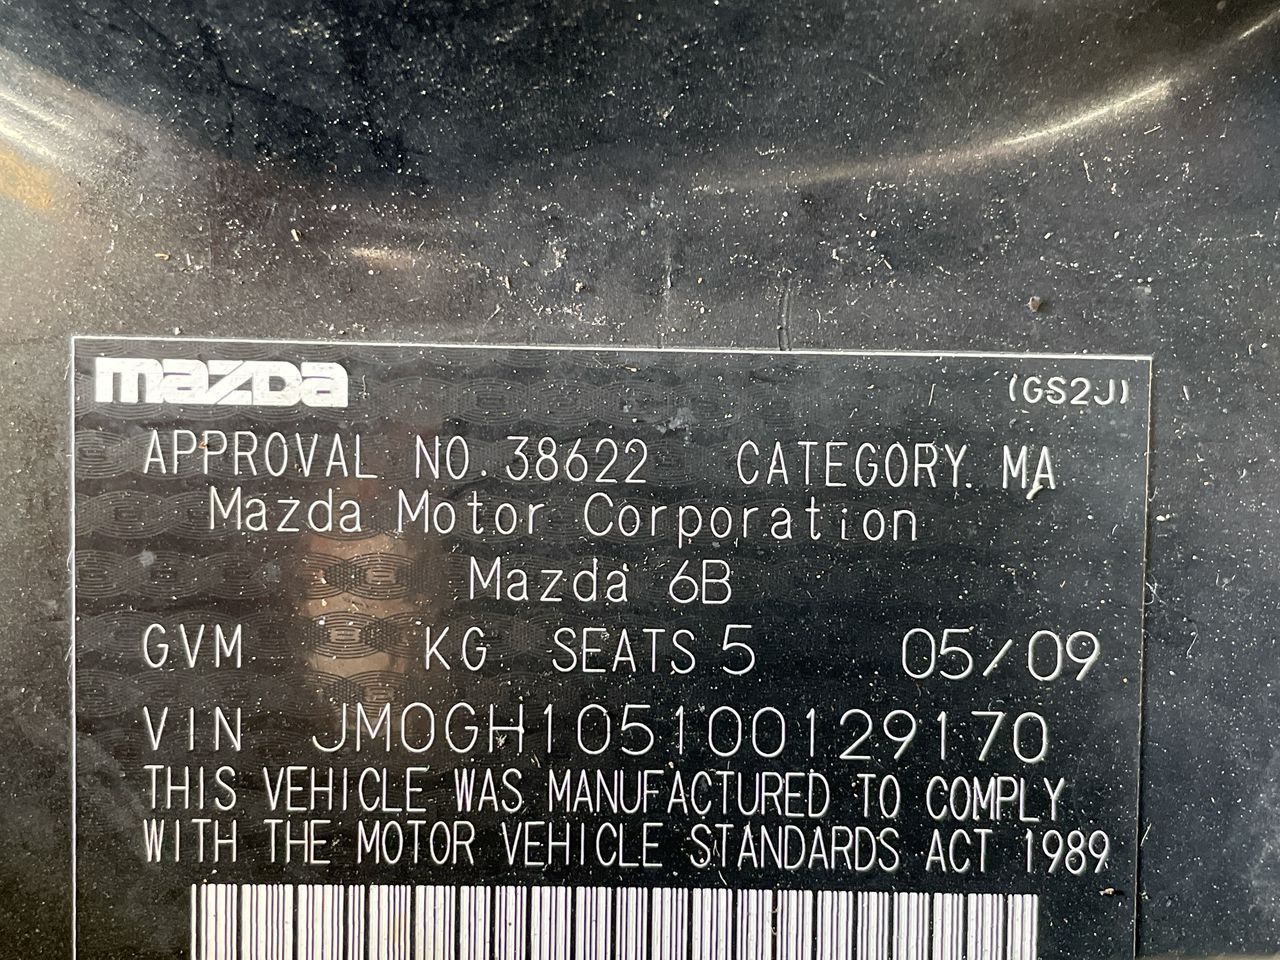 mazda (GS2J)
APPROVAL NO. 38622 CATEGORY. MA
Mazda Motor Corporation
Mazda 6B
GVM KG SEATS 5 05/09
VIN JM0GH105100129170
THIS VEHICLE WAS MANUFACTURED TO COMPLY
WITH THE MOTOR VEHICLE STANDARDS ACT 1989